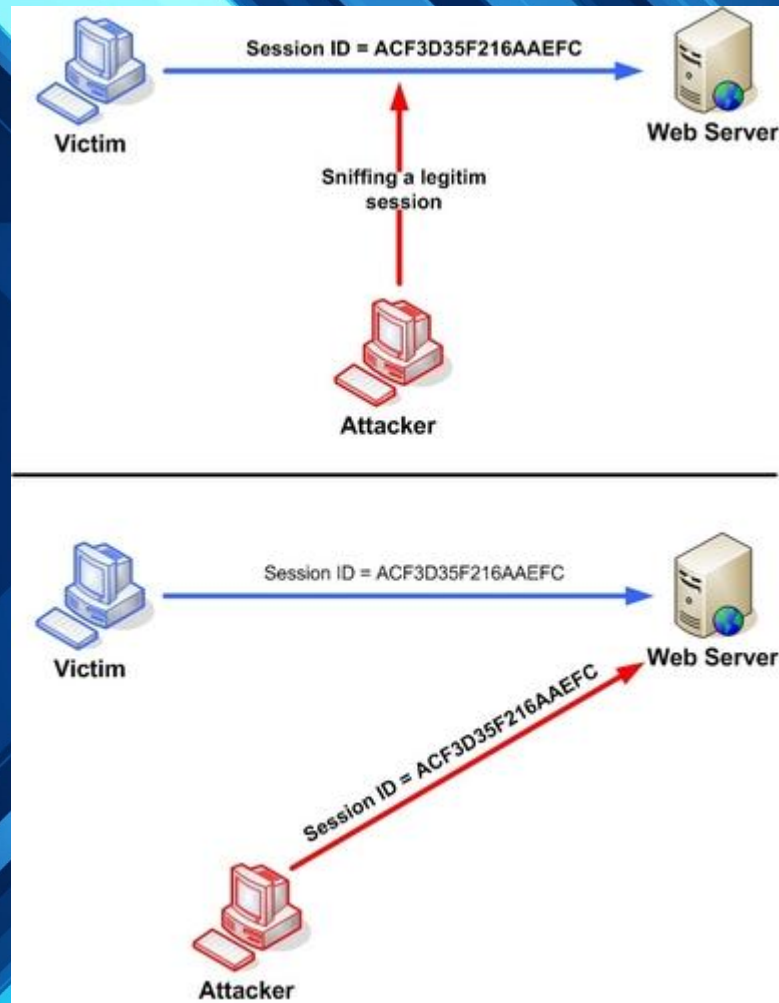 Session ID = ACF3D35F216AAEFC
Victim
Web Server
Sniffing a legitim
session
Attacker
Session ID = ACF3D35F216AAEFC
Victim
Web Server
Session ID = ACF3D35F216AAEFC
Attacker